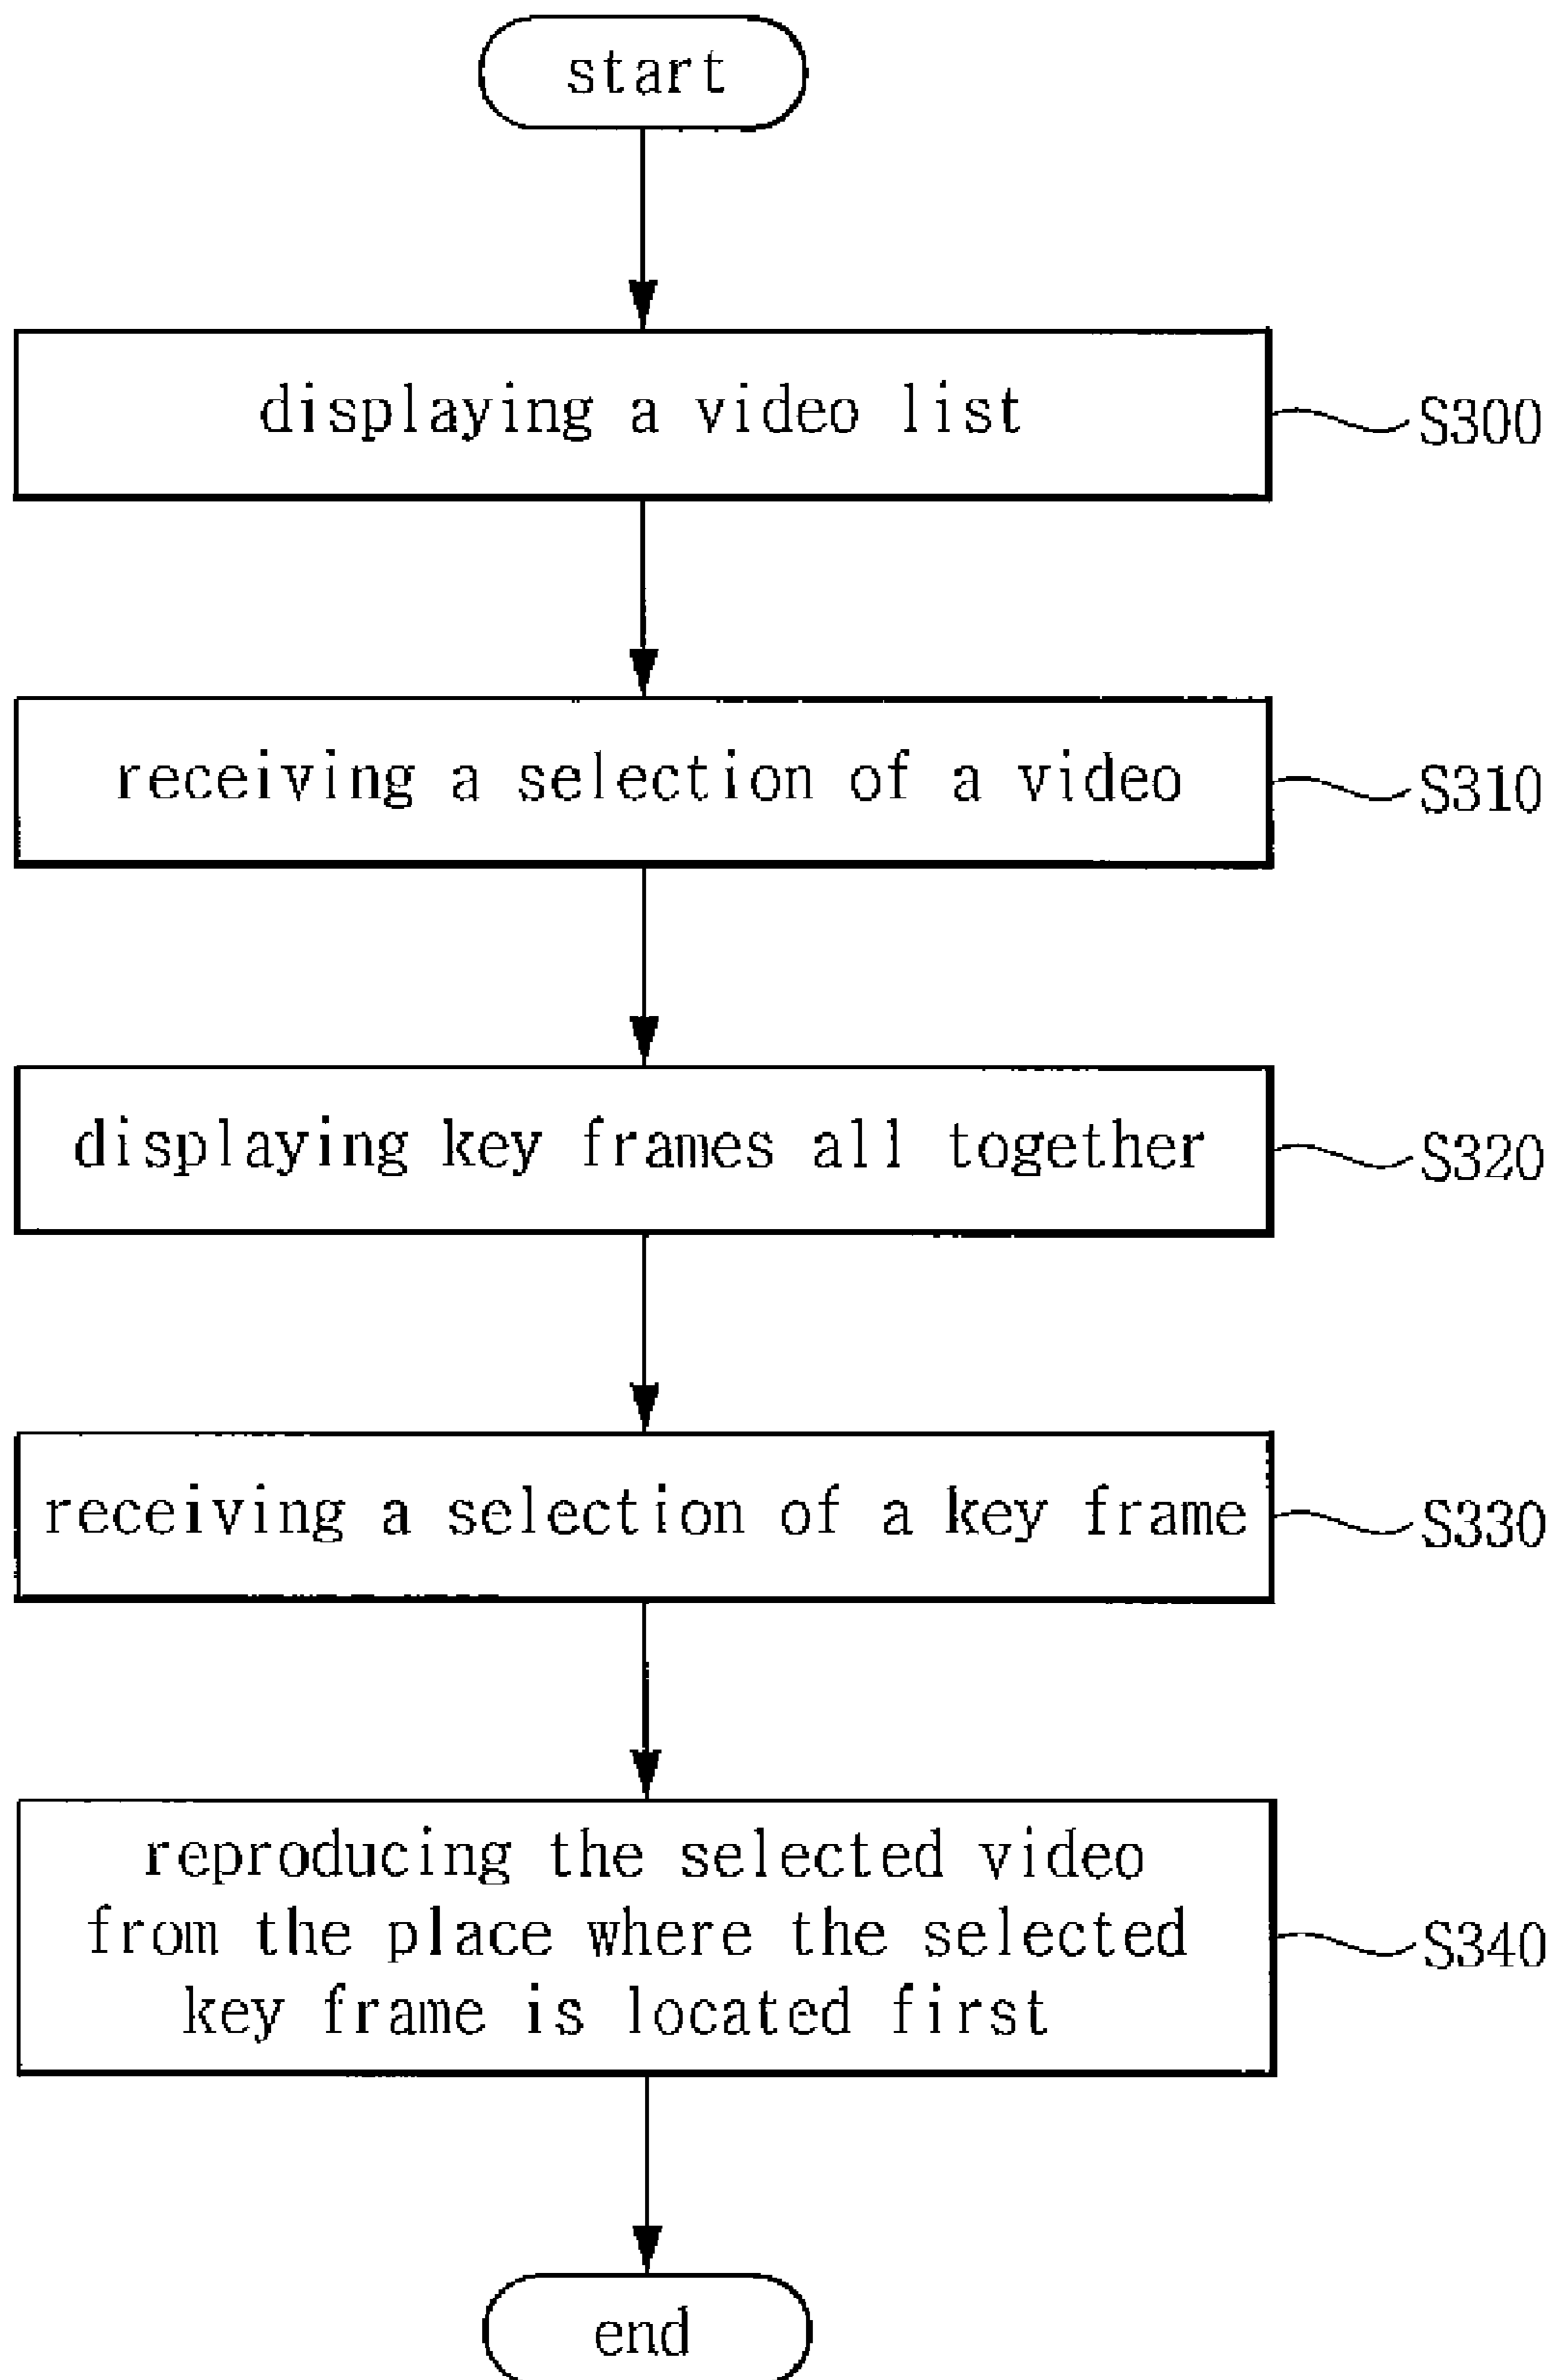 start
displaying a video list
S300
receiving a selection of a video
S310
displaying key frames all together
S320
receiving a selection of a key frame
S330
reproducing the selected video
from the place where the selected
key frame is located first
S340
end